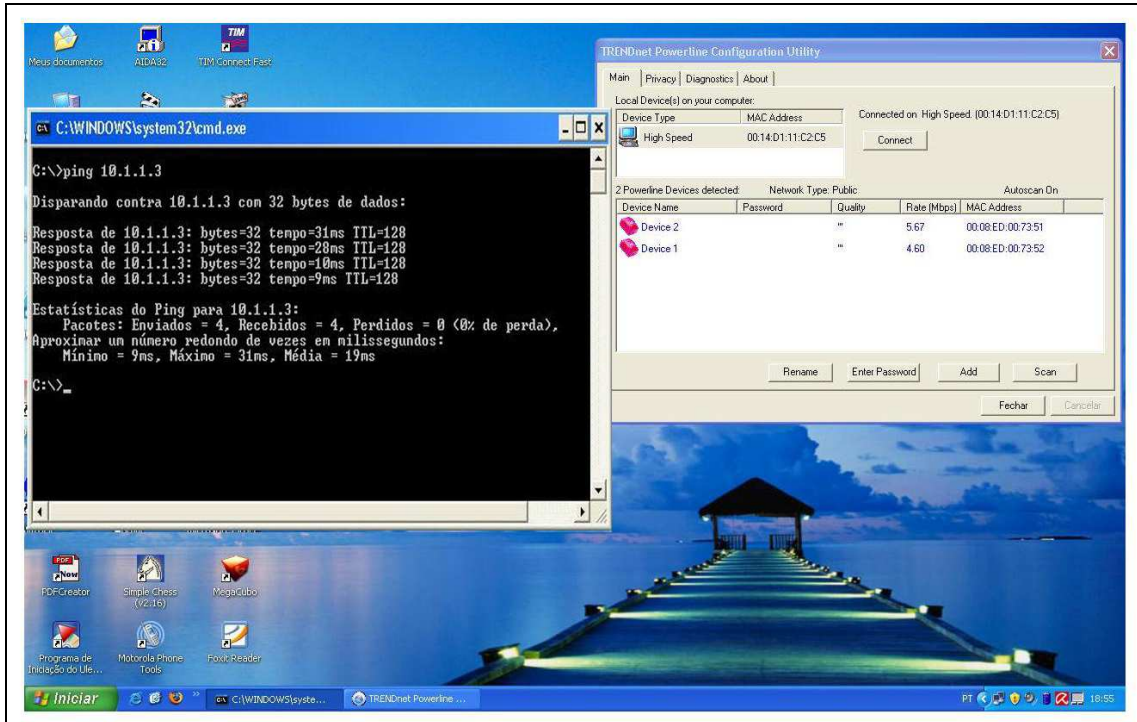 Meus documentos
AIDA32
TIM
TIM Connect Fast
C:\WINDOWS\system32\cmd.exe
C:\>ping 10.1.1.3
Disparando contra 10.1.1.3 com 32 bytes de dados:
Resposta de 10.1.1.3: bytes=32 tempo=31ms TTL=128
Resposta de 10.1.1.3: bytes=32 tempo=28ms TTL=128
Resposta de 10.1.1.3: bytes=32 tempo=10ms TTL=128
Resposta de 10.1.1.3: bytes=32 tempo=9ms TTL=128
Estatísticas do Ping para 10.1.1.3:
Pacotes: Enviados = 4, Recebidos = 4, Perdidos = 0 (0% de perda),
Aproximar um número redondo de vezes em milissegundos:
Mínimo = 9ms, Máximo = 31ms, Média = 19ms
C:\>_
TRENDnet Powerline Configuration Utility
Main Privacy Diagnostics About
Local Device(s) on your computer:
Device Type MAC Address
High Speed 00:14:D1:11:C2:C5
Connected on High Speed. (00:14:D1:11:C2:C5)
Connect
2 Powerline Devices detected: Network Type: Public Autoscan On
Device Name Password Quality Rate (Mbps) MAC Address
Device 2 "' 5.67 00:08:ED:00:73:51
Device 1 "' 4.60 00:08:ED:00:73:52
Rename Enter Password Add Scan
Fechar Cancelar
PDF
Now
PDFCreator
Simple Chess
(V2.16)
MegaCubo
Programa de
Iniciação do Ule...
Motorola Phone
Tools
Foxit Reader
Iniciar
C:\WINDOWS\syste...
TRENDnet Powerline ...
PT
18:55